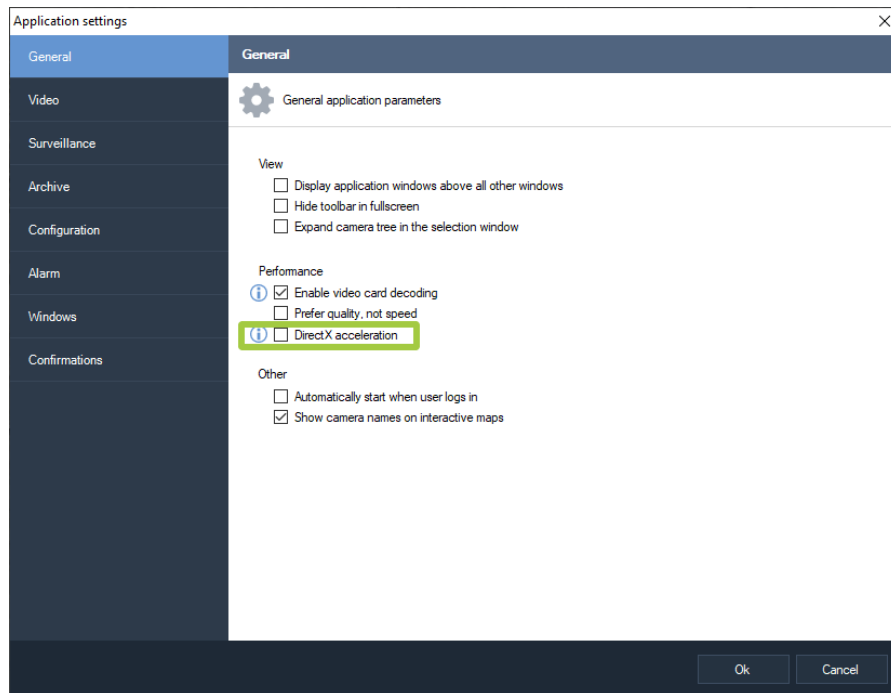 Application settings
General
Video
Surveillance
Archive
Configuration
Alarm
Windows
Confirmations
General
General application parameters
View
Display application windows above all other windows
Hide toolbar in fullscreen
Expand camera tree in the selection window
Perfomance
Enable video card decoding
Prefer quality, not speed
DirectX acceleration
Other
Automatically start when user logs in
Show camera names on interactive maps
Ok
Cancel